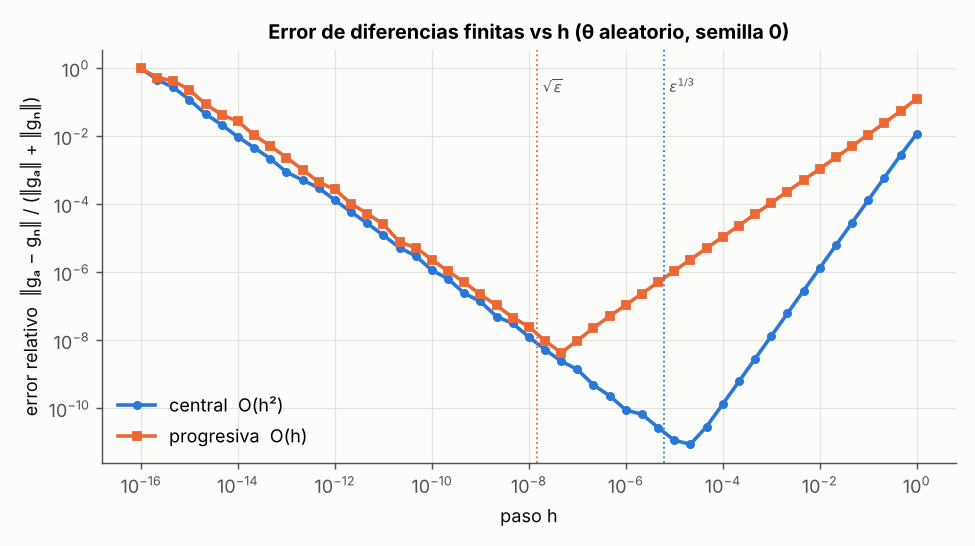 Error de diferencias finitas vs h (θ aleatorio, semilla 0)
error relativo ‖gₐ − gₙ‖ / (‖gₐ‖ + ‖gₙ‖)
10⁰
10⁻²
10⁻⁴
10⁻⁶
10⁻⁸
10⁻¹⁰
√ε
ε¹ᐟ³
central O(h²)
progresiva O(h)
10⁻¹⁶ 10⁻¹⁴ 10⁻¹² 10⁻¹⁰ 10⁻⁸ 10⁻⁶ 10⁻⁴ 10⁻² 10⁰
paso h